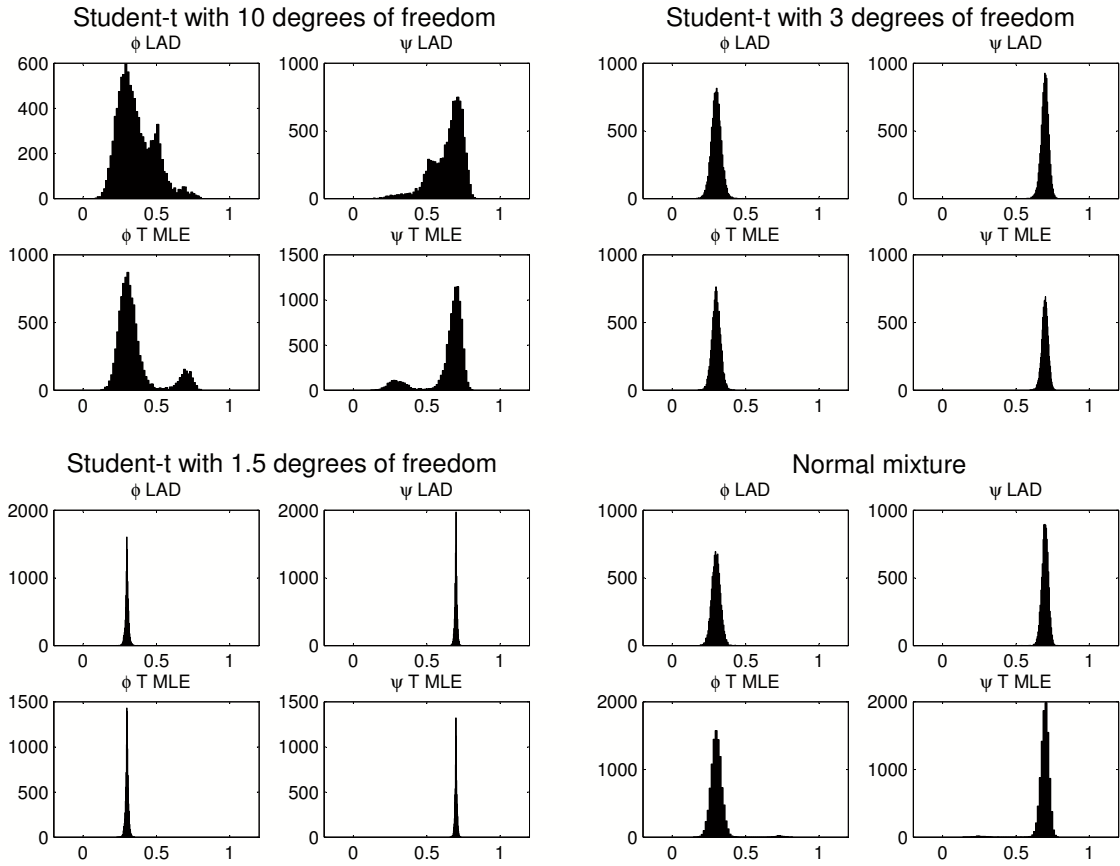 Student-t with 10 degrees of freedom
φ LAD
600
400
200
0
0 0.5 1
ψ LAD
1000
500
0
0 0.5 1
φ T MLE
1000
500
0
0 0.5 1
ψ T MLE
1500
1000
500
0
0 0.5 1
Student-t with 3 degrees of freedom
φ LAD
1000
500
0
0 0.5 1
ψ LAD
1000
500
0
0 0.5 1
φ T MLE
1000
500
0
0 0.5 1
ψ T MLE
1000
500
0
0 0.5 1
Student-t with 1.5 degrees of freedom
φ LAD
2000
1000
0
0 0.5 1
ψ LAD
2000
1000
0
0 0.5 1
φ T MLE
1500
1000
500
0
0 0.5 1
ψ T MLE
1500
1000
500
0
0 0.5 1
Normal mixture
φ LAD
1000
500
0
0 0.5 1
ψ LAD
1000
500
0
0 0.5 1
φ T MLE
2000
1000
0
0 0.5 1
ψ T MLE
2000
1000
0
0 0.5 1